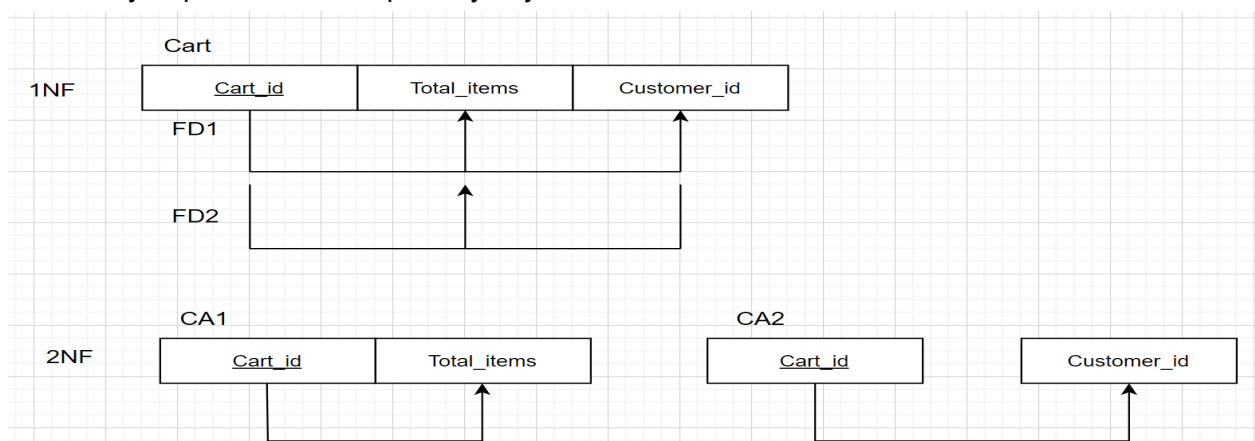 Cart
1NF
Cart_id Total_items Customer_id
FD1
FD2
CA1 CA2
2NF
Cart_id Total_items Cart_id Customer_id